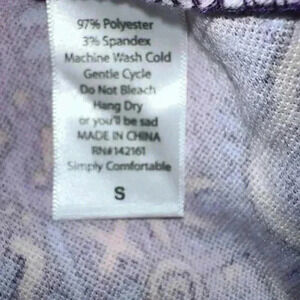 97% Polyester
3% Spandex
Machine Wash Cold
Gentle Cycle
Do Not Bleach
Hang Dry
or you'll be sad
MADE IN CHINA
RN#142161
Simply Comfortable
S